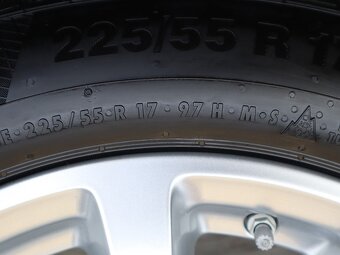 225/55 R 1
E · 225/55 · R 17 · 97 H · M · S ·